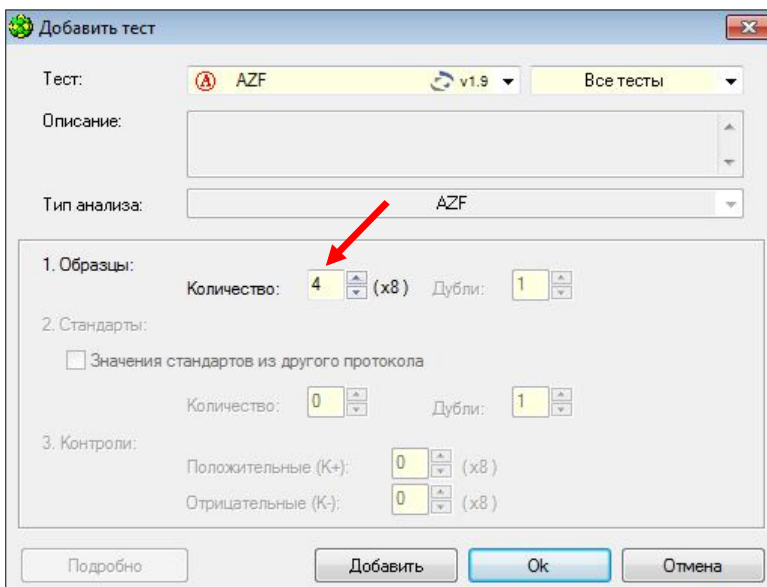 Добавить тест
Тест: A AZF v1.9 Все тесты
Описание:
Тип анализа: AZF
1. Образцы:
Количество: 4 (x8) Дубли: 1
2. Стандарты:
Значения стандартов из другого протокола
Количество: 0 Дубли: 1
3. Контроли:
Положительные (К+): 0 (x8)
Отрицательные (К-): 0 (x8)
Подробно Добавить Ok Отмена